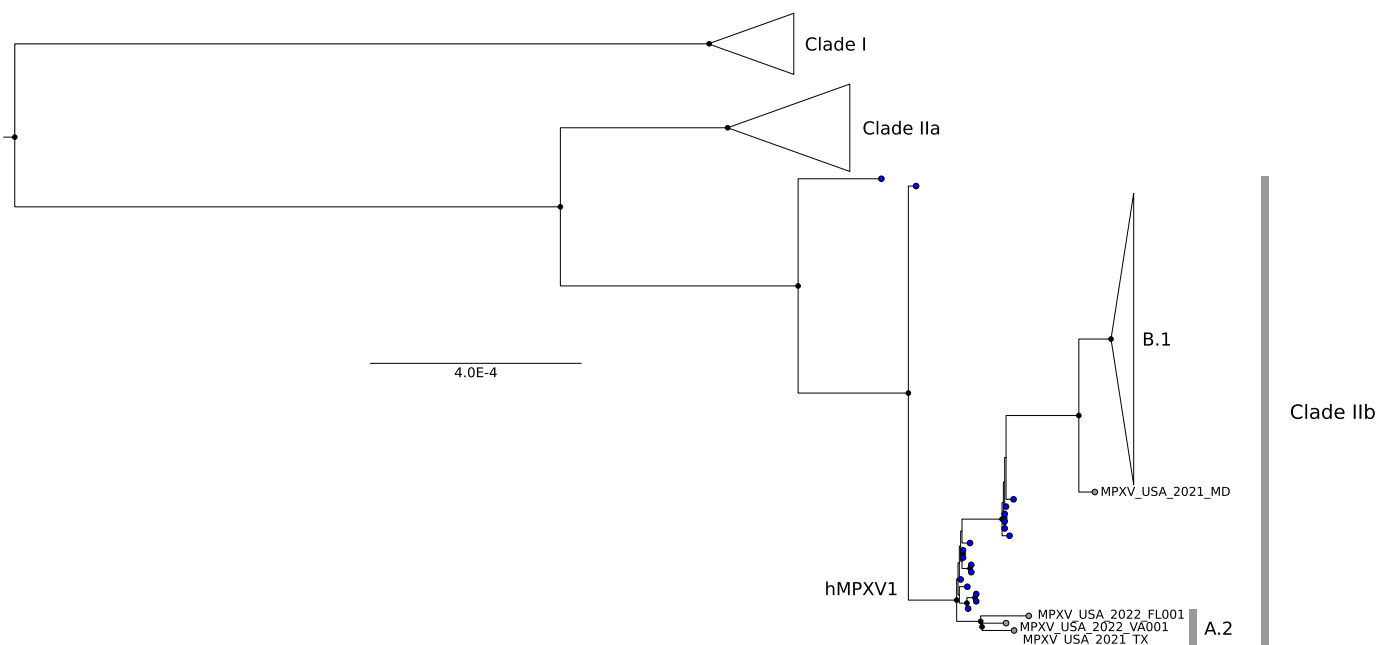 Clade I
Clade IIa
4.0E-4
B.1
Clade IIb
MPXV_USA_2021_MD
hMPXV1
MPXV_USA_2022_FL001
MPXV_USA_2022_VA001
A.2
MPXV_USA_2021_TX